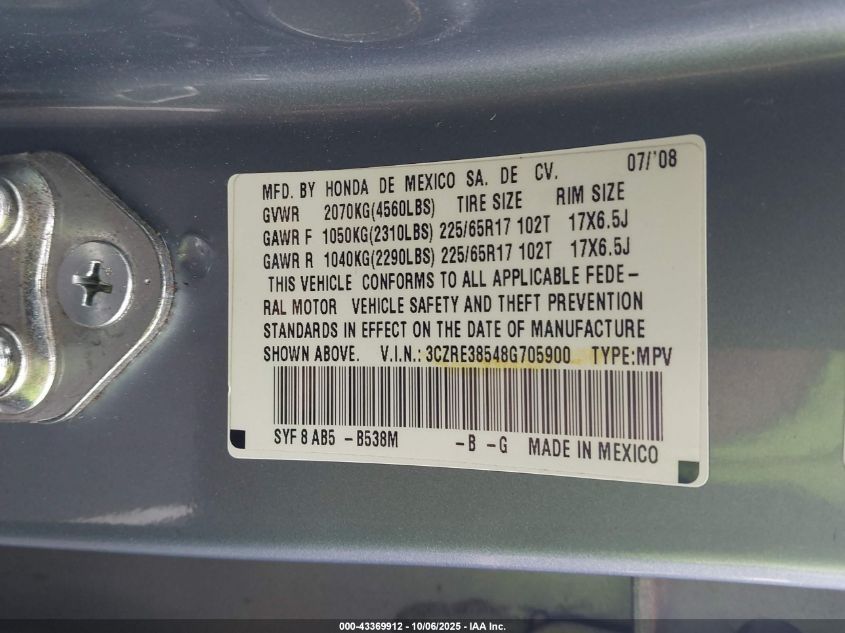 MFD. BY HONDA DE MEXICO SA. DE CV. 07/'08
GVWR 2070KG(4560LBS) TIRE SIZE RIM SIZE
GAWR F 1050KG(2310LBS) 225/65R17 102T 17X6.5J
GAWR R 1040KG(2290LBS) 225/65R17 102T 17X6.5J
THIS VEHICLE CONFORMS TO ALL APPLICABLE FEDE-
RAL MOTOR VEHICLE SAFETY AND THEFT PREVENTION
STANDARDS IN EFFECT ON THE DATE OF MANUFACTURE
SHOWN ABOVE. V.I.N.: 3CZRE38548G705900 TYPE:MPV
SYF 8 AB5 -B538M -B -G MADE IN MEXICO
000-43369912 - 10/06/2025 - IAA Inc.